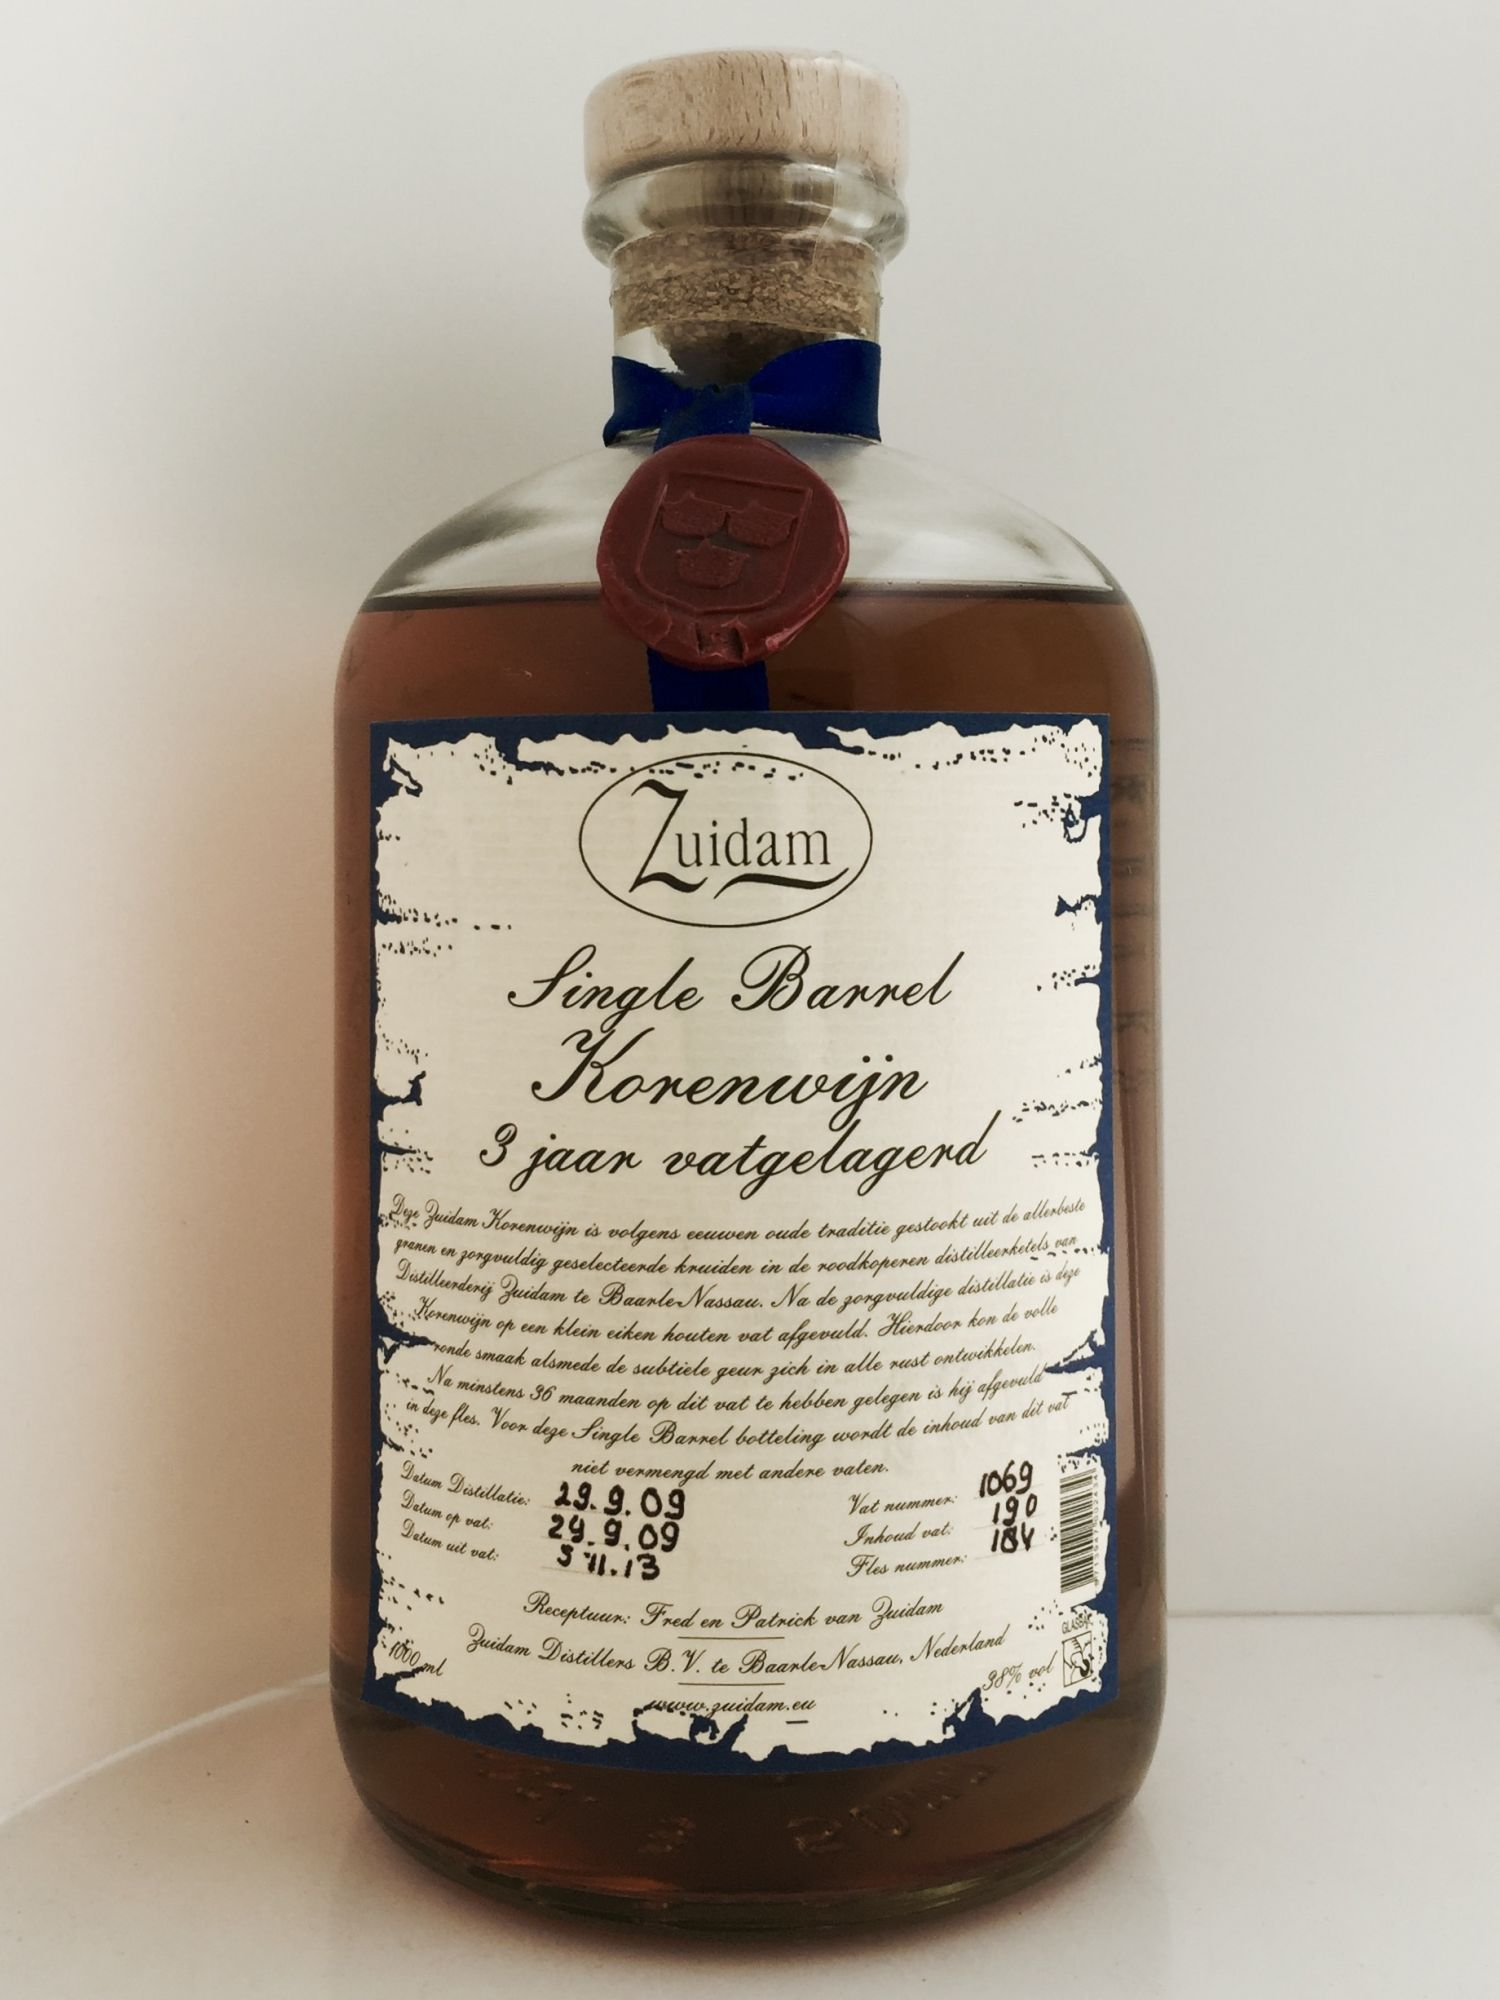 Zuidam
Single Barrel
Korenwijn
3 jaar vatgelagerd
Deze Zuidam Korenwijn is volgens eeuwen oude traditie gestookt uit de allerbeste
granen en zorgvuldig geselecteerde kruiden in de roodkoperen distilleerketels van
Distilleerderij Zuidam te Baarle-Nassau. Na de zorgvuldige distillatie is deze
Korenwijn op een klein eiken houten vat afgevuld. Hierdoor kon de volle
ronde smaak alsmede de subtiele geur zich in alle rust ontwikkelen.
Na minstens 36 maanden op dit vat te hebben gelegen is hij afgevuld
in deze fles. Voor deze Single Barrel botteling wordt de inhoud van dit vat
niet vermengd met andere vaten.
Datum Distillatie: 29.9.09
Datum op vat: 29.9.09
Datum uit vat: 5 11.13
Vat nummer: 1069
Inhoud vat: 190
Fles nummer: 184
Receptuur: Fred en Patrick van Zuidam
Zuidam Distillers B.V. te Baarle-Nassau, Nederland
1000 ml
38% vol
www.zuidam.eu